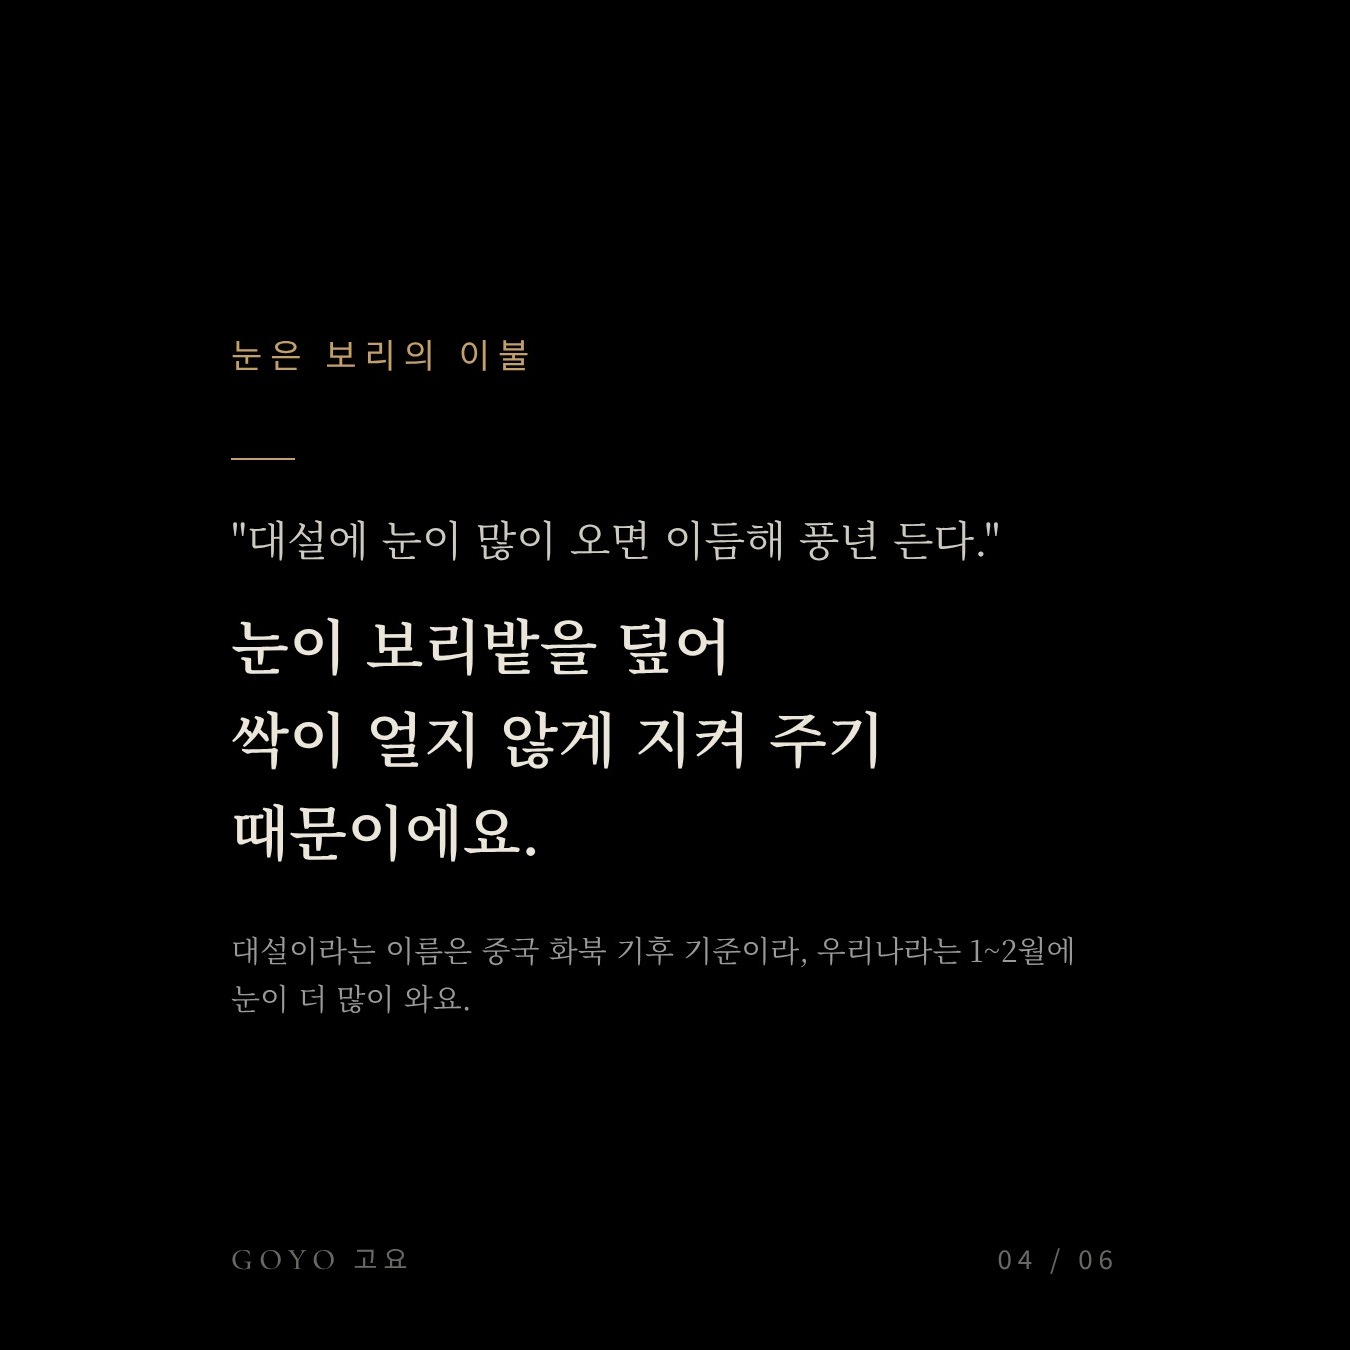 눈은 보리의 이불
"대설에 눈이 많이 오면 이듬해 풍년 든다."
눈이 보리밭을 덮어
싹이 얼지 않게 지켜 주기
때문이에요.
대설이라는 이름은 중국 화북 기후 기준이라, 우리나라는 1~2월에
눈이 더 많이 와요.
GOYO 고요
04 / 06